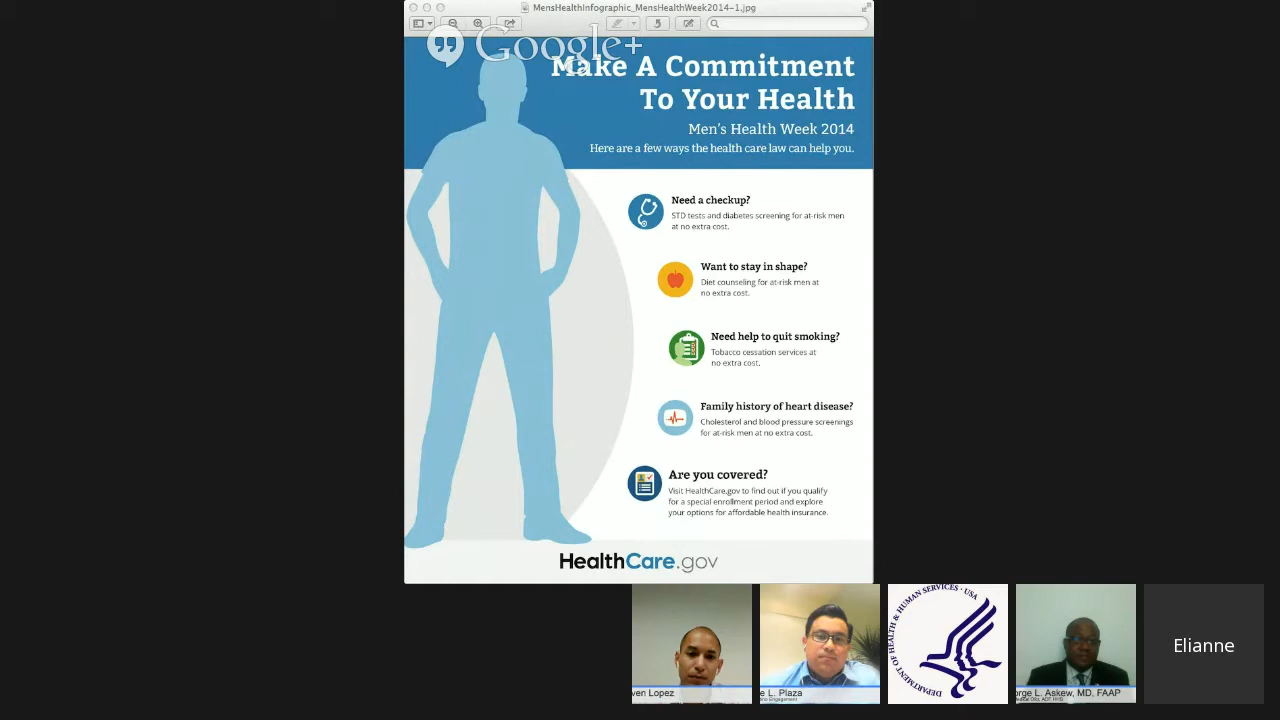 MensHealthInfographic_MensHealthWeek2014-1.jpg
Google+
Make A Commitment
To Your Health
Men's Health Week 2014
Here are a few ways the health care law can help you.
Need a checkup?
STD tests and diabetes screening for at-risk men
at no extra cost.
Want to stay in shape?
Diet counseling for at-risk men at
no extra cost.
Need help to quit smoking?
Tobacco cessation services at
no extra cost.
Family history of heart disease?
Cholesterol and blood pressure screenings
for at-risk men at no extra cost.
Are you covered?
Visit HealthCare.gov to find out if you qualify
for a special enrollment period and explore
your options for affordable health insurance.
HealthCare.gov
ven Lopez
e L. Plaza
DEPARTMENT OF HEALTH & HUMAN SERVICES · USA
orge L. Askew, MD, FAAP
Elianne